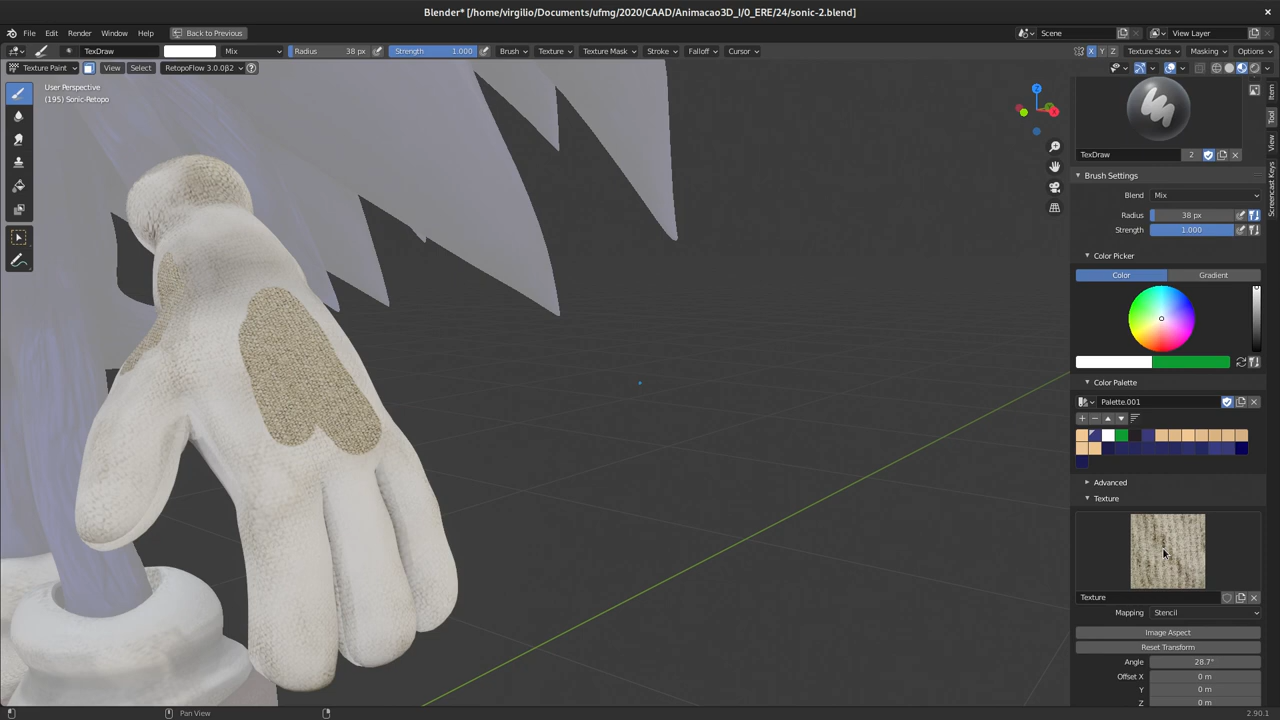 Blender* [/home/virgilio/Documents/ufmg/2020/CAAD/Animacao3D_I/0_ERE/24/sonic-2.blend]
File Edit Render Window Help Back to Previous Scene View Layer
TexDraw Mix Radius 38 px Strength 1.000 Brush Texture Texture Mask Stroke Falloff Cursor X Y Z Texture Slots Masking Options
Texture Paint View Select RetopoFlow 3.0.0β2 ?
User Perspective
(195) Sonic-Retopo
Z
X
Item
Tool
View
Screencast Keys
TexDraw 2
Brush Settings
Blend Mix
Radius 38 px
Strength 1.000
Color Picker
Color Gradient
Color Palette
Palette.001
Advanced
Texture
Texture
Mapping Stencil
Image Aspect
Reset Transform
Angle 28.7°
Offset X 0 m
Y 0 m
Z 0 m
Pan View 2.90.1